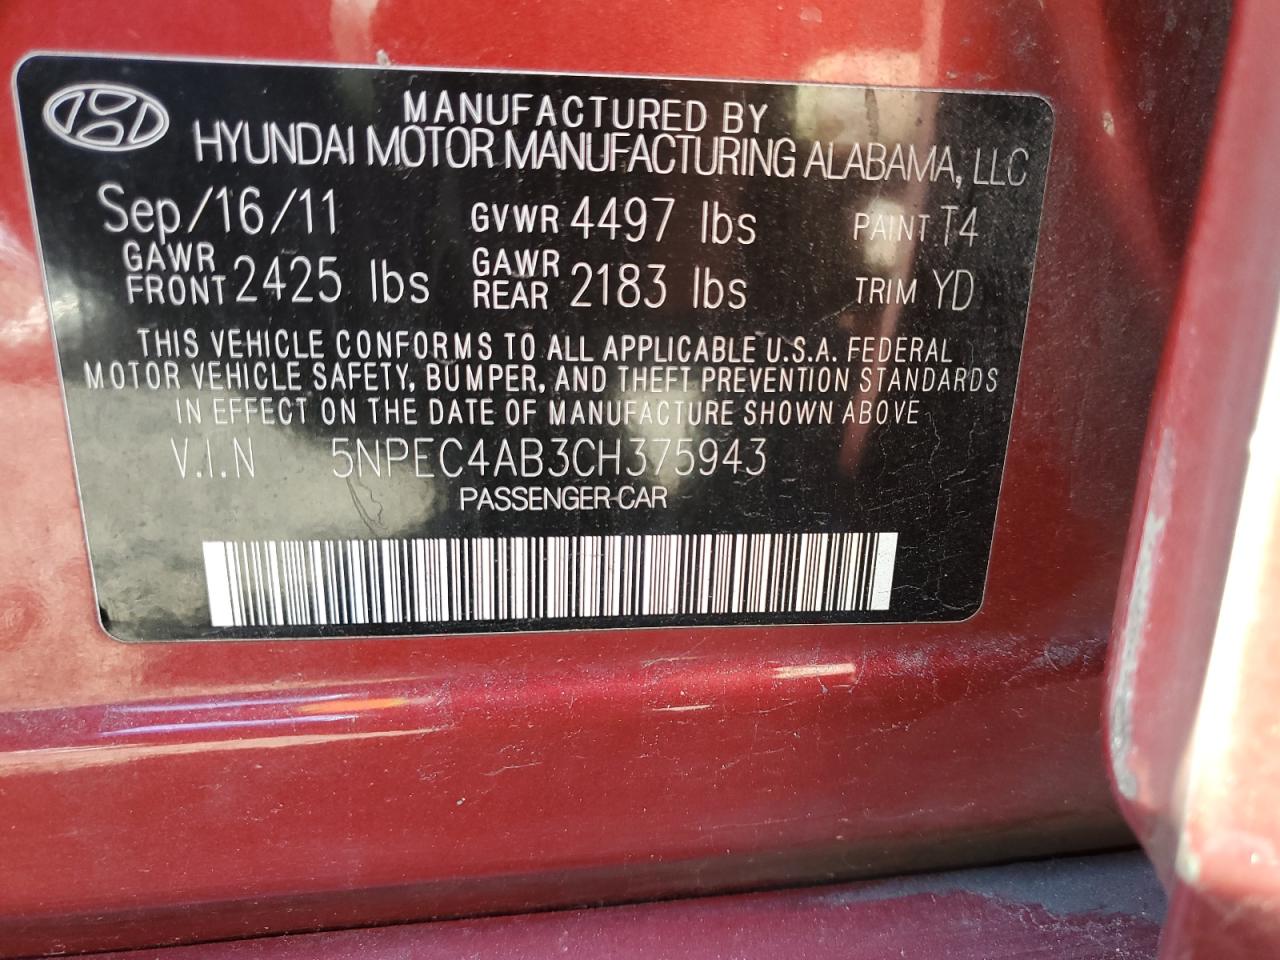 MANUFACTURED BY
HYUNDAI MOTOR MANUFACTURING ALABAMA, LLC
Sep/16/11 GVWR 4497 lbs PAINT T4
GAWR FRONT 2425 lbs GAWR REAR 2183 lbs TRIM YD
THIS VEHICLE CONFORMS TO ALL APPLICABLE U.S.A. FEDERAL
MOTOR VEHICLE SAFETY, BUMPER, AND THEFT PREVENTION STANDARDS
IN EFFECT ON THE DATE OF MANUFACTURE SHOWN ABOVE
V.I.N 5NPEC4AB3CH375943
PASSENGER CAR